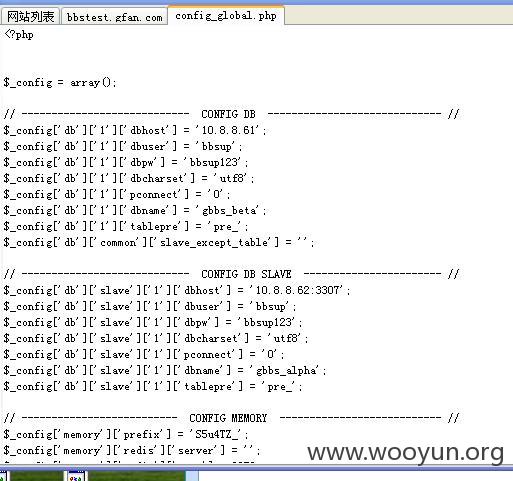 网站列表 bbstest.gfan.com config_global.php
<?php
$_config = array();
// ---------------------------- CONFIG DB ----------------------------- //
$_config['db']['1']['dbhost'] = '10.8.8.61';
$_config['db']['1']['dbuser'] = 'bbsup';
$_config['db']['1']['dbpw'] = 'bbsup123';
$_config['db']['1']['dbcharset'] = 'utf8';
$_config['db']['1']['pconnect'] = '0';
$_config['db']['1']['dbname'] = 'gbbs_beta';
$_config['db']['1']['tablepre'] = 'pre_';
$_config['db']['common']['slave_except_table'] = '';
// ---------------------------- CONFIG DB SLAVE ----------------------- //
$_config['db']['slave']['1']['dbhost'] = '10.8.8.62:3307';
$_config['db']['slave']['1']['dbuser'] = 'bbsup';
$_config['db']['slave']['1']['dbpw'] = 'bbsup123';
$_config['db']['slave']['1']['dbcharset'] = 'utf8';
$_config['db']['slave']['1']['pconnect'] = '0';
$_config['db']['slave']['1']['dbname'] = 'gbbs_alpha';
$_config['db']['slave']['1']['tablepre'] = 'pre_';
// -------------------------- CONFIG MEMORY --------------------------- //
$_config['memory']['prefix'] = 'S5u4TZ_';
$_config['memory']['redis']['server'] = '';
www.wooyun.org